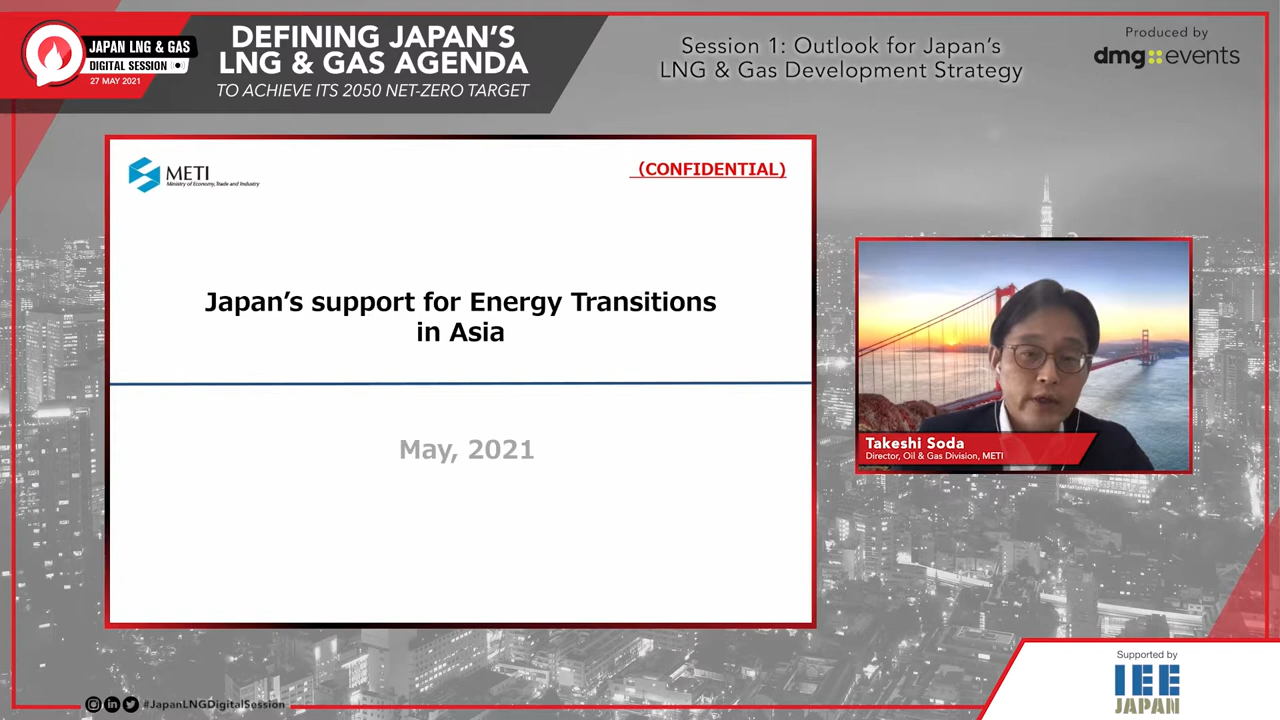 JAPAN LNG & GAS
DIGITAL SESSION
27 MAY 2021
DEFINING JAPAN'S
LNG & GAS AGENDA
TO ACHIEVE ITS 2050 NET-ZERO TARGET
Session 1: Outlook for Japan's
LNG & Gas Development Strategy
Produced by
dmg events
METI
Ministry of Economy, Trade and Industry
(CONFIDENTIAL)
Japan's support for Energy Transitions
in Asia
May, 2021
Takeshi Soda
Director, Oil & Gas Division, METI
#JapanLNGDigitalSession
Supported by
IEE
JAPAN